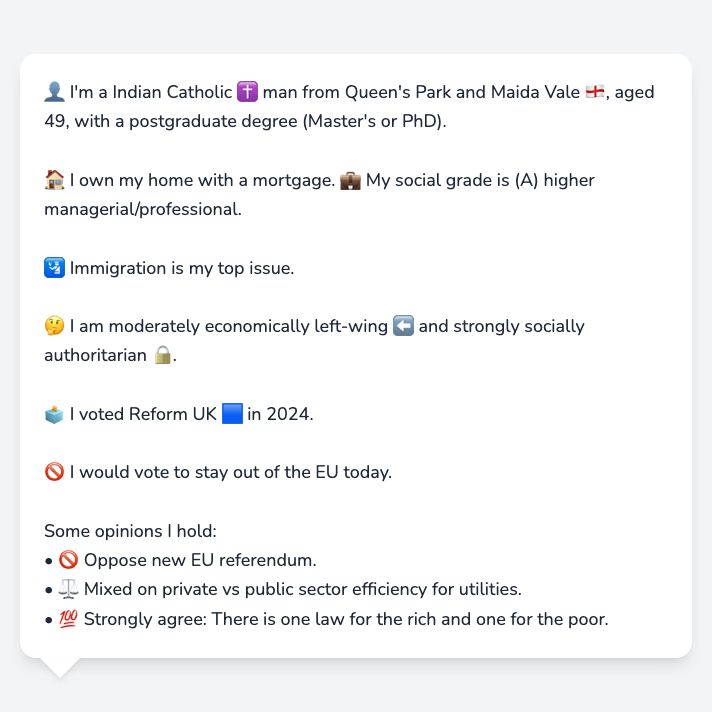 👤 I'm a Indian Catholic ✝️ man from Queen's Park and Maida Vale 🏴󠁧󠁢󠁥󠁮󠁧󠁿, aged
49, with a postgraduate degree (Master's or PhD).
🏠 I own my home with a mortgage. 💼 My social grade is (A) higher
managerial/professional.
🛂 Immigration is my top issue.
🤔 I am moderately economically left-wing ⬅️ and strongly socially
authoritarian 🔒.
🗳️ I voted Reform UK 🟦 in 2024.
🚫 I would vote to stay out of the EU today.
Some opinions I hold:
• 🚫 Oppose new EU referendum.
• ⚖️ Mixed on private vs public sector efficiency for utilities.
• 💯 Strongly agree: There is one law for the rich and one for the poor.